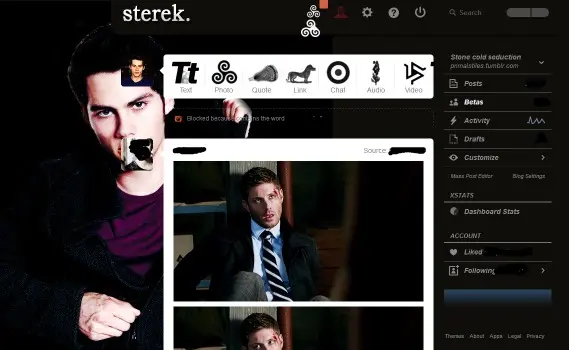 sterek.
Search
Text
Photo
Quote
Link
Chat
Audio
Video
Blocked because contains the word
Source:
Stone cold seduction
primalstiles.tumblr.com
Posts
Betas
Activity
Drafts
Customize
Mass Post Editor
Blog Settings
XSTATS
Dashboard Stats
ACCOUNT
Liked
Following
Themes
About
Apps
Legal
Privacy